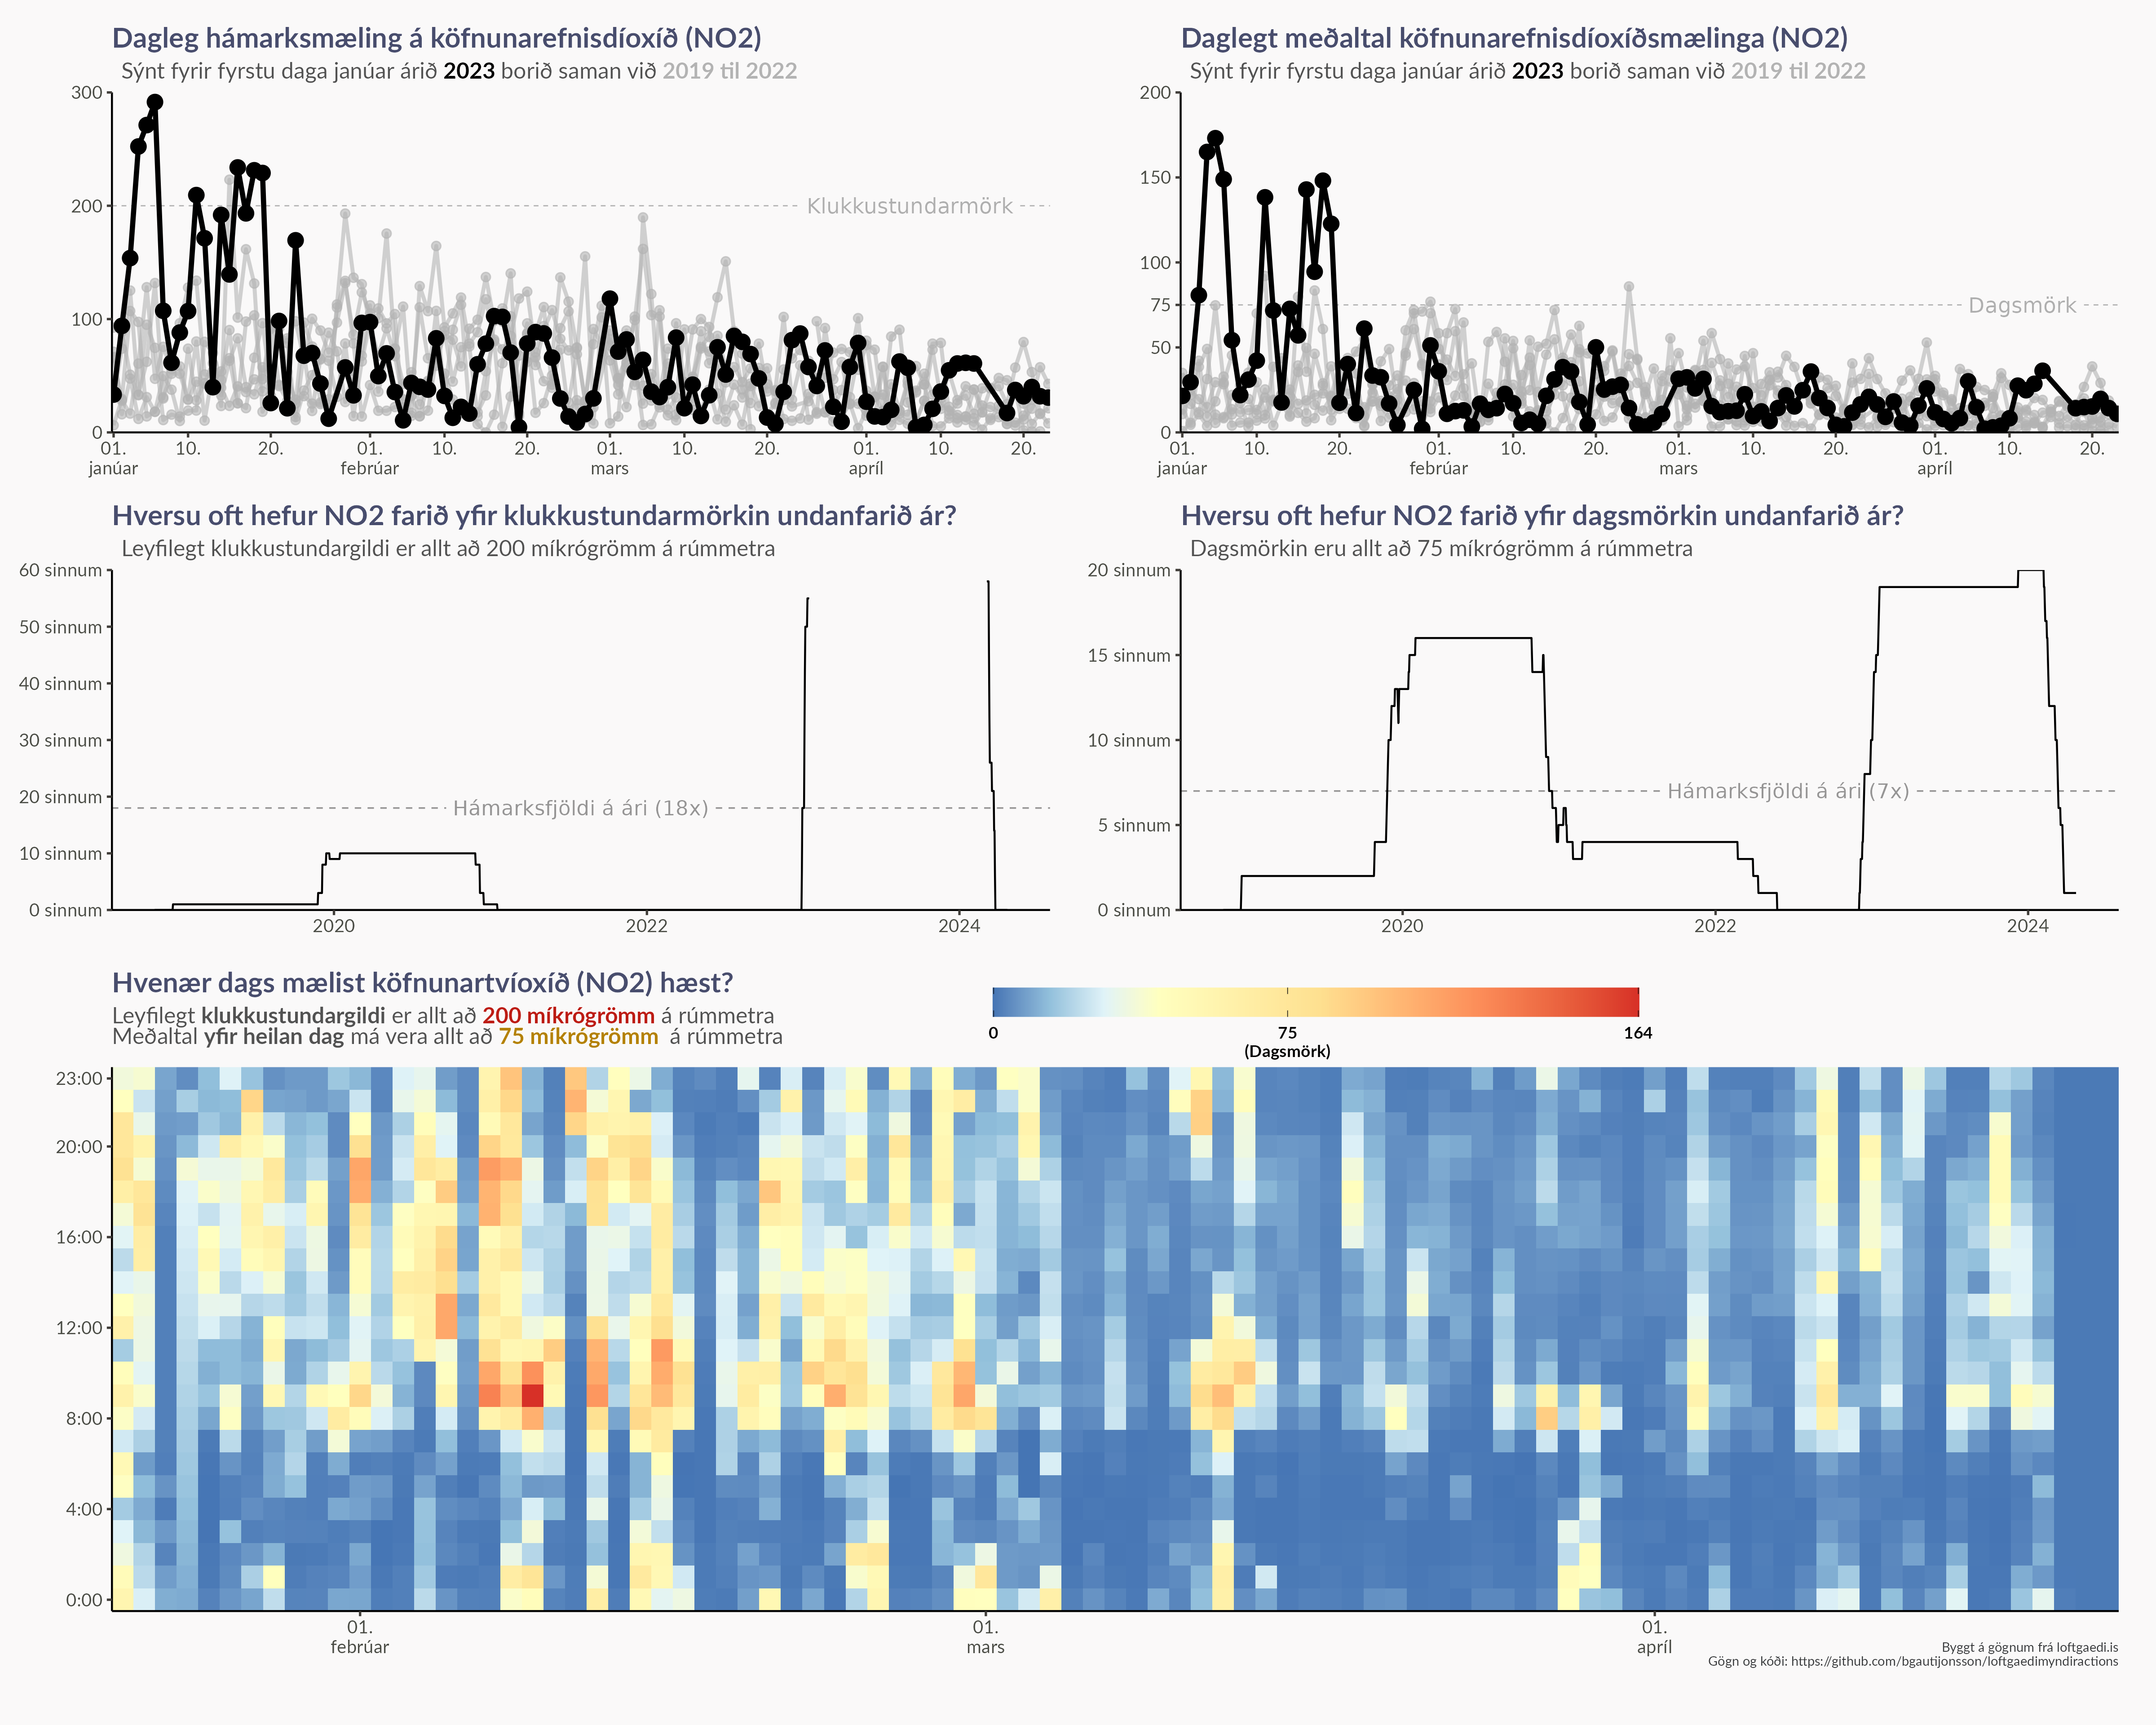 Dagleg hámarksmæling á köfnunarefnisdíoxíð (NO2)
Sýnt fyrir fyrstu daga janúar árið 2023 borið saman við 2019 til 2022
300
200
100
0
Klukkustundarmörk
01. 10. 20. 01. 10. 20. 01. 10. 20. 01. 10. 20.
janúar febrúar mars apríl
Daglegt meðaltal köfnunarefnisdíoxíðsmælinga (NO2)
Sýnt fyrir fyrstu daga janúar árið 2023 borið saman við 2019 til 2022
200
150
100
75
50
0
Dagsmörk
01. 10. 20. 01. 10. 20. 01. 10. 20. 01. 10. 20.
janúar febrúar mars apríl
Hversu oft hefur NO2 farið yfir klukkustundarmörkin undanfarið ár?
Leyfilegt klukkustundargildi er allt að 200 míkrógrömm á rúmmetra
60 sinnum
50 sinnum
40 sinnum
30 sinnum
20 sinnum
10 sinnum
0 sinnum
Hámarksfjöldi á ári (18x)
2020 2022 2024
Hversu oft hefur NO2 farið yfir dagsmörkin undanfarið ár?
Dagsmörkin eru allt að 75 míkrógrömm á rúmmetra
20 sinnum
15 sinnum
10 sinnum
5 sinnum
0 sinnum
Hámarksfjöldi á ári (7x)
2020 2022 2024
Hvenær dags mælist köfnunartvíoxíð (NO2) hæst?
Leyfilegt klukkustundargildi er allt að 200 míkrógrömm á rúmmetra
Meðaltal yfir heilan dag má vera allt að 75 míkrógrömm á rúmmetra
0 75 164
(Dagsmörk)
23:00
20:00
16:00
12:00
8:00
4:00
0:00
01. 01. 01.
febrúar mars apríl
Byggt á gögnum frá loftgaedi.is
Gögn og kóði: https://github.com/bgautijonsson/loftgaedimyndiractions